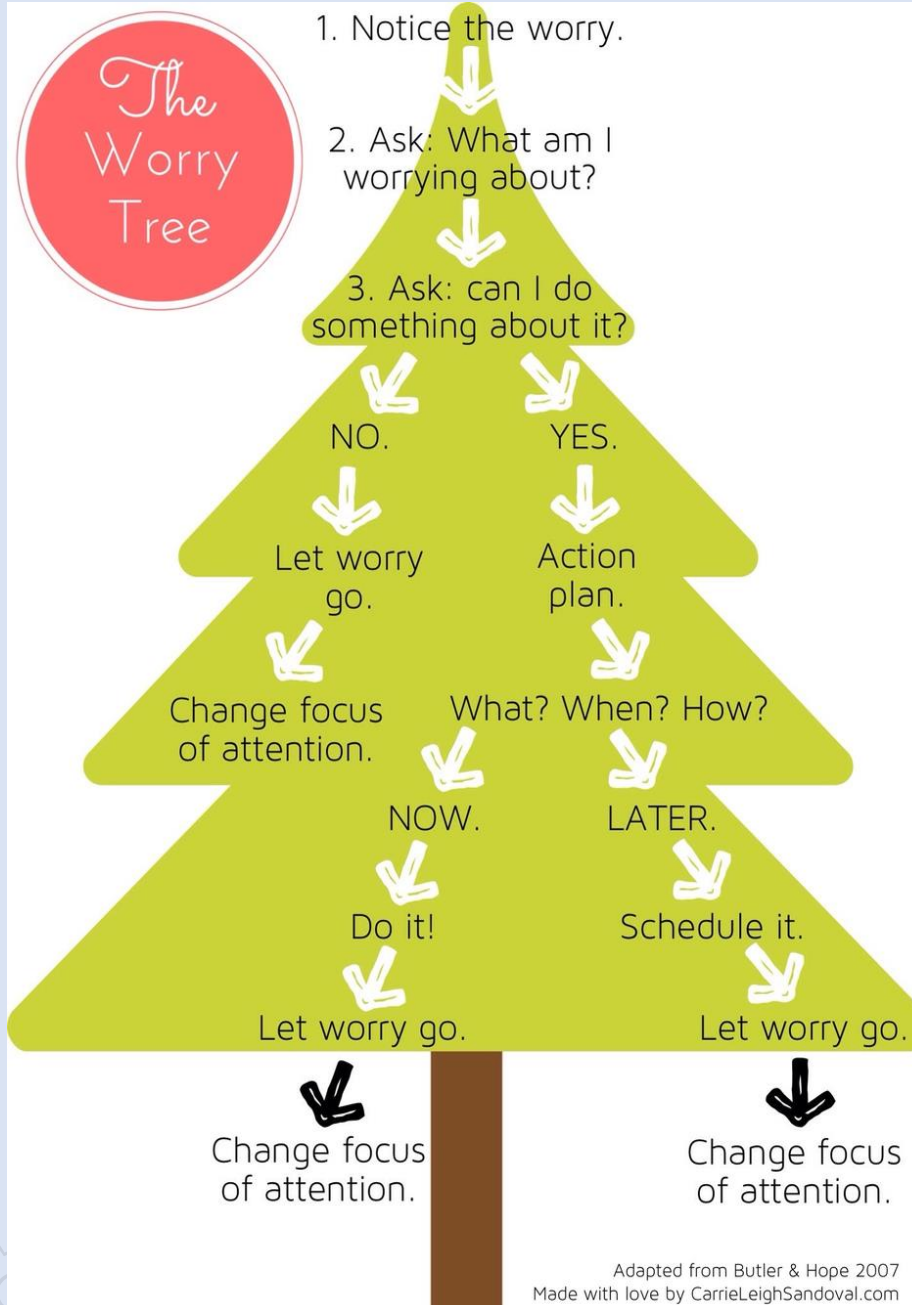 The
Worry
Tree
1. Notice the worry.
2. Ask: What am I
worrying about?
3. Ask: can I do
something about it?
NO.
YES.
Let worry
go.
Action
plan.
Change focus
of attention.
What? When? How?
NOW.
LATER.
Do it!
Schedule it.
Let worry go.
Let worry go.
Change focus
of attention.
Change focus
of attention.
Adapted from Butler & Hope 2007
Made with love by CarrieLeighSandoval.com